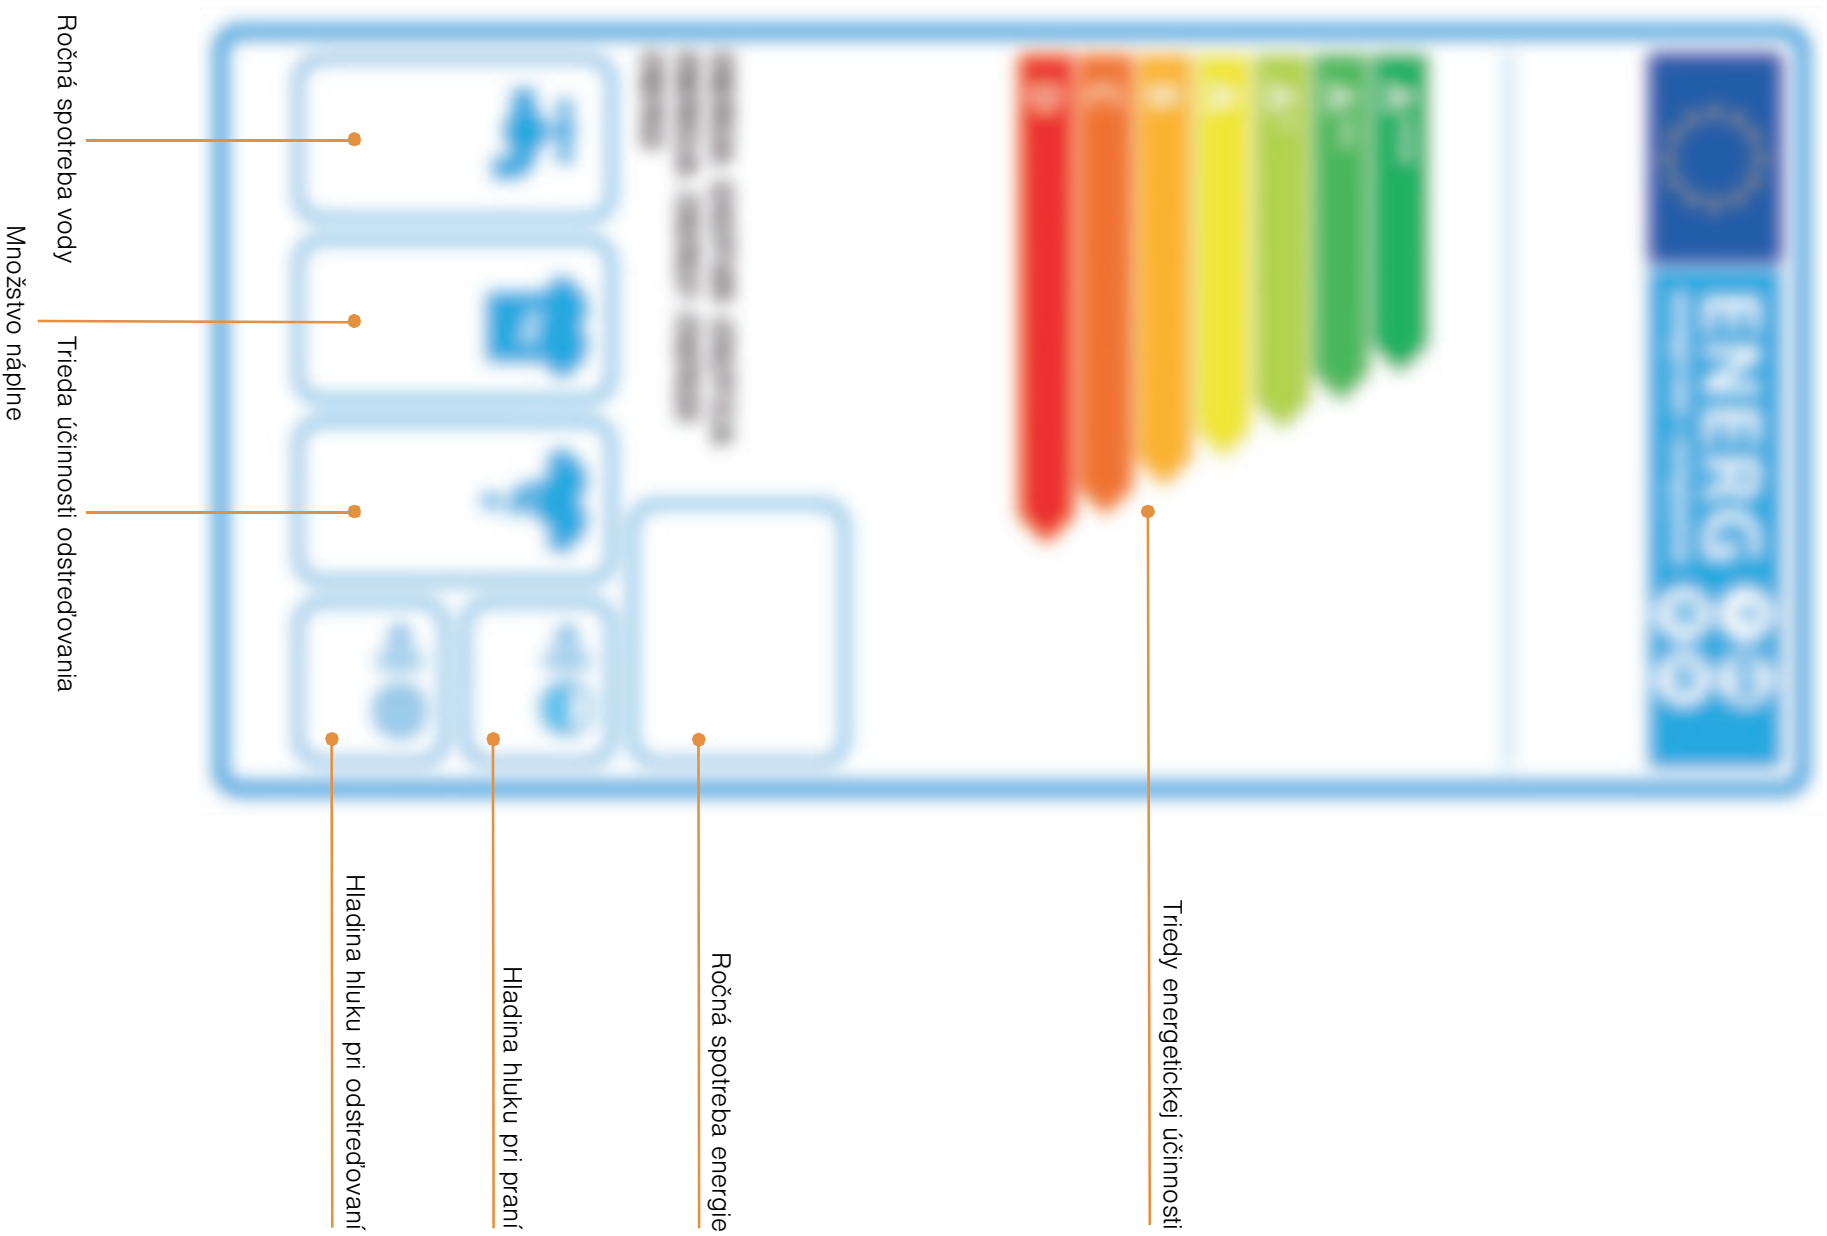 ENERG
A
B
C
D
Triedy energetickej účinnosti
Ročná spotreba energie
Hladina hluku pri praní
Hladina hluku pri odstreďovaní
Ročná spotreba vody
Trieda účinnosti odstreďovania
Množstvo náplne